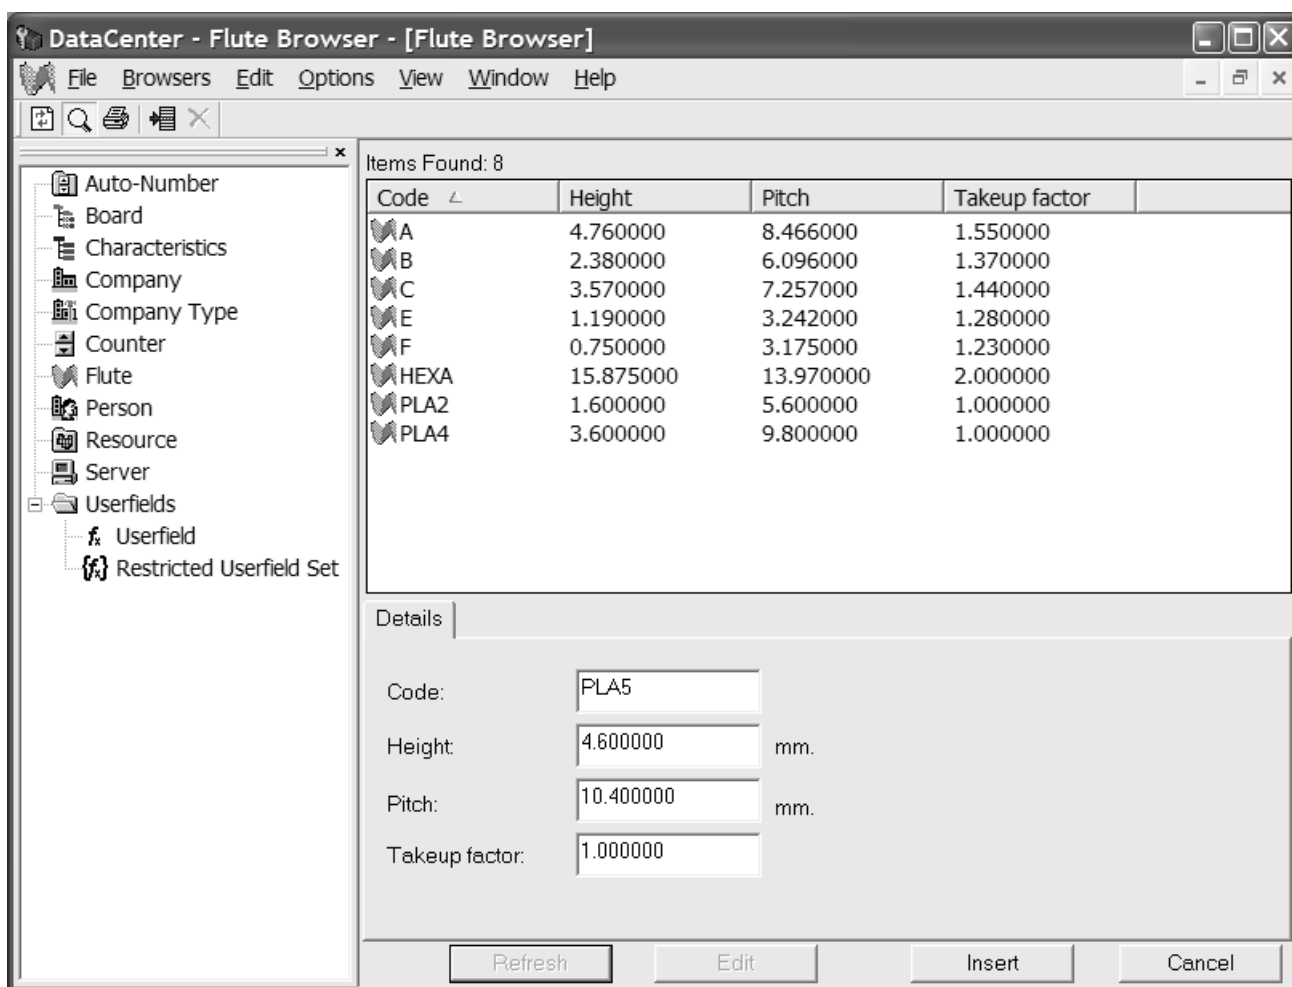 DataCenter - Flute Browser - [Flute Browser]
File Browsers Edit Options View Window Help
Items Found: 8
Auto-Number
Board
Characteristics
Company
Company Type
Counter
Flute
Person
Resource
Server
Userfields
Userfield
Restricted Userfield Set
Code Height Pitch Takeup factor
A 4.760000 8.466000 1.550000
B 2.380000 6.096000 1.370000
C 3.570000 7.257000 1.440000
E 1.190000 3.242000 1.280000
F 0.750000 3.175000 1.230000
HEXA 15.875000 13.970000 2.000000
PLA2 1.600000 5.600000 1.000000
PLA4 3.600000 9.800000 1.000000
Details
Code: PLA5
Height: 4.600000 mm.
Pitch: 10.400000 mm.
Takeup factor: 1.000000
Refresh Edit Insert Cancel